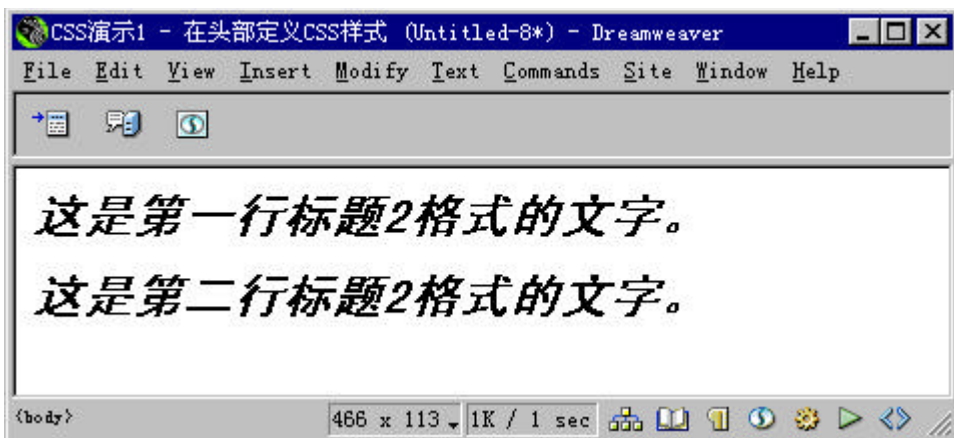 CSS演示1 - 在头部定义CSS样式 (Untitled-8*) - Dreamweaver
File Edit View Insert Modify Text Commands Site Window Help
这是第一行标题2格式的文字。
这是第二行标题2格式的文字。
<body> 466 x 113 1K / 1 sec